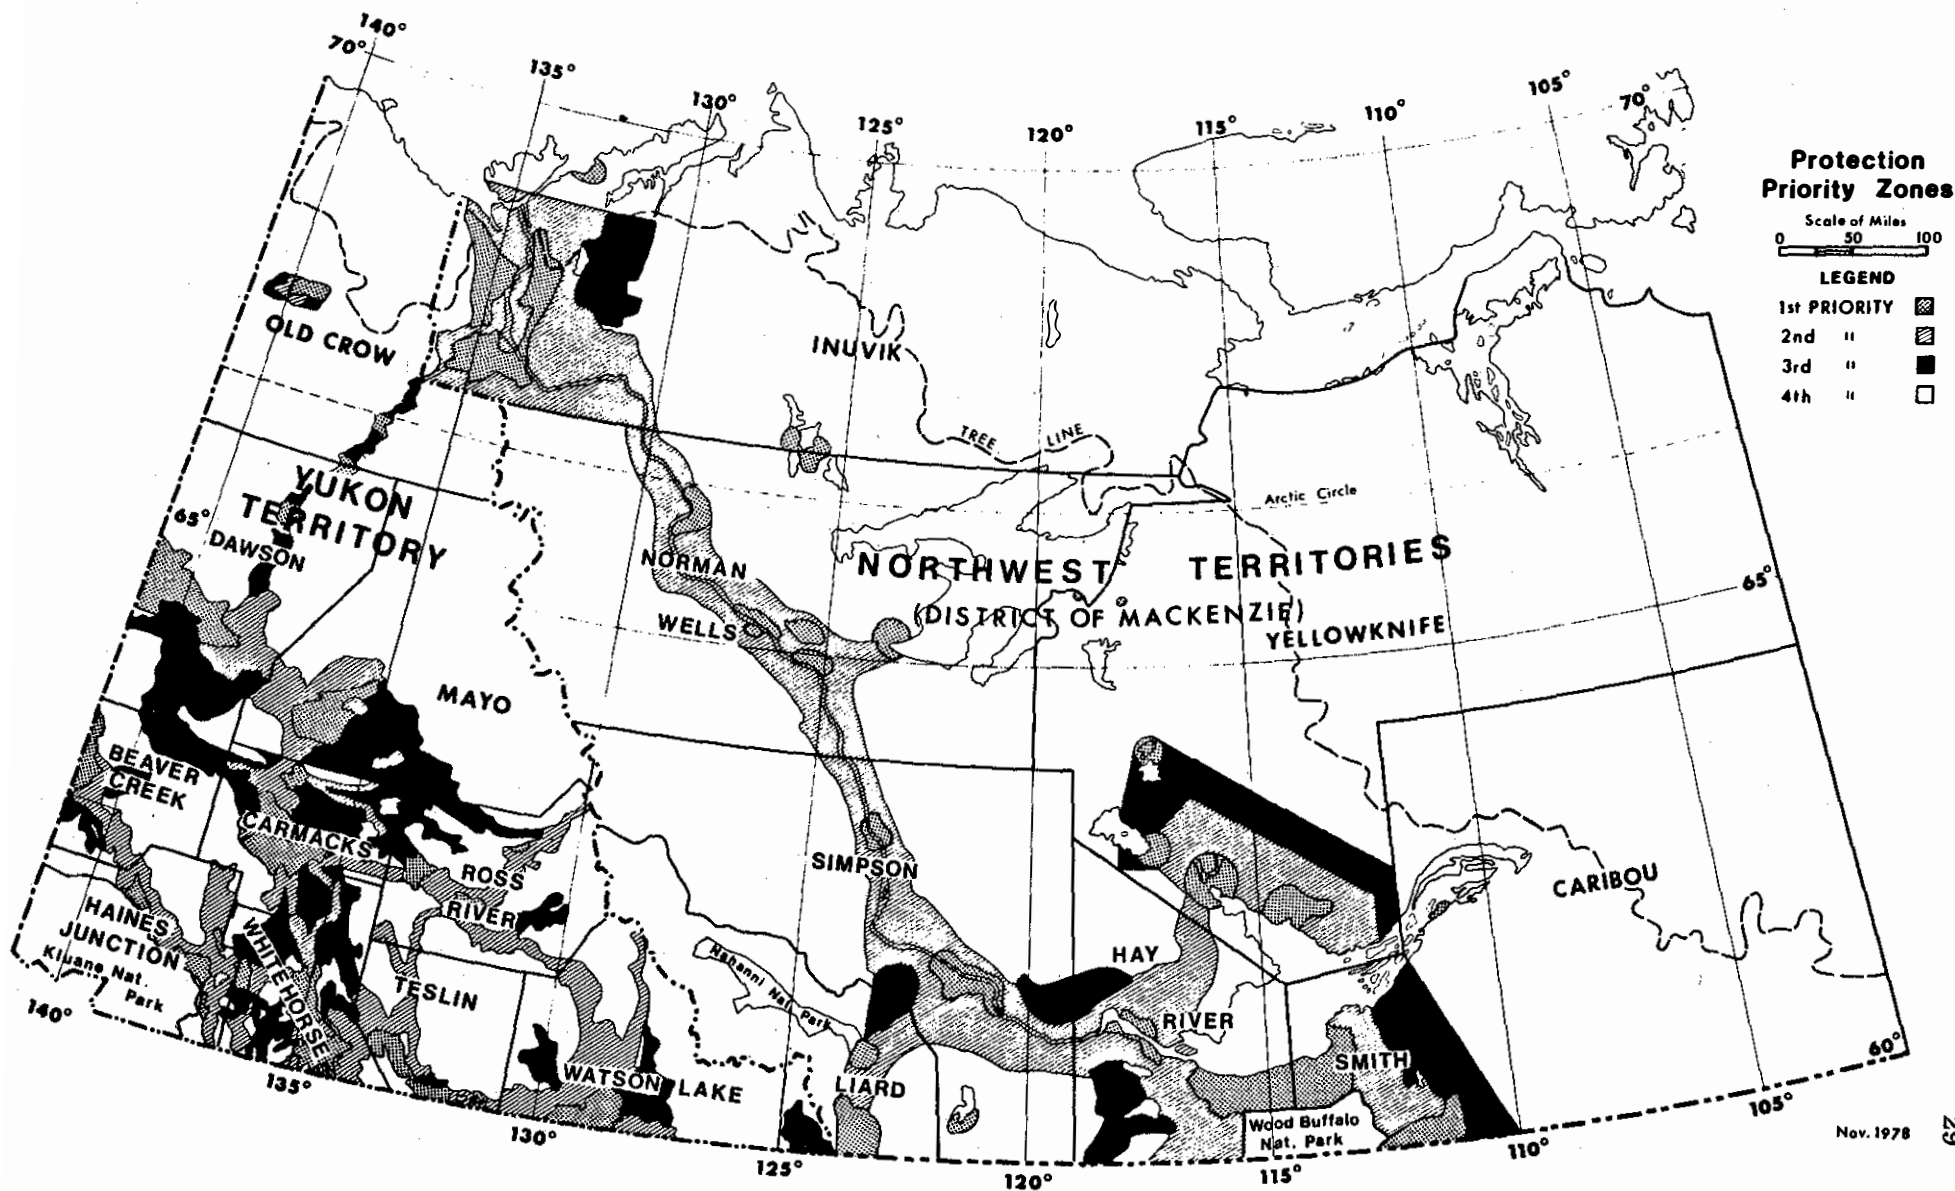 140°
70°
135°
130°
125°
120°
115°
110°
105°
70°
Protection
Priority Zones
Scale of Miles
0 50 100
LEGEND
1st PRIORITY
2nd "
3rd "
4th "
OLD CROW
INUVIK
TREE LINE
Arctic Circle
YUKON
TERRITORY
65°
DAWSON
NORMAN
WELLS
NORTHWEST TERRITORIES
(DISTRICT OF MACKENZIE)
YELLOWKNIFE
65°
MAYO
BEAVER
CREEK
CARMACKS
ROSS
RIVER
SIMPSON
CARIBOU
HAINES
JUNCTION
Kluane Nat.
Park
WHITEHORSE
TESLIN
Nahanni Nat. Park
HAY
RIVER
SMITH
WATSON LAKE
LIARD
Wood Buffalo
Nat. Park
140°
135°
130°
125°
120°
115°
110°
105°
60°
Nov. 1978
29